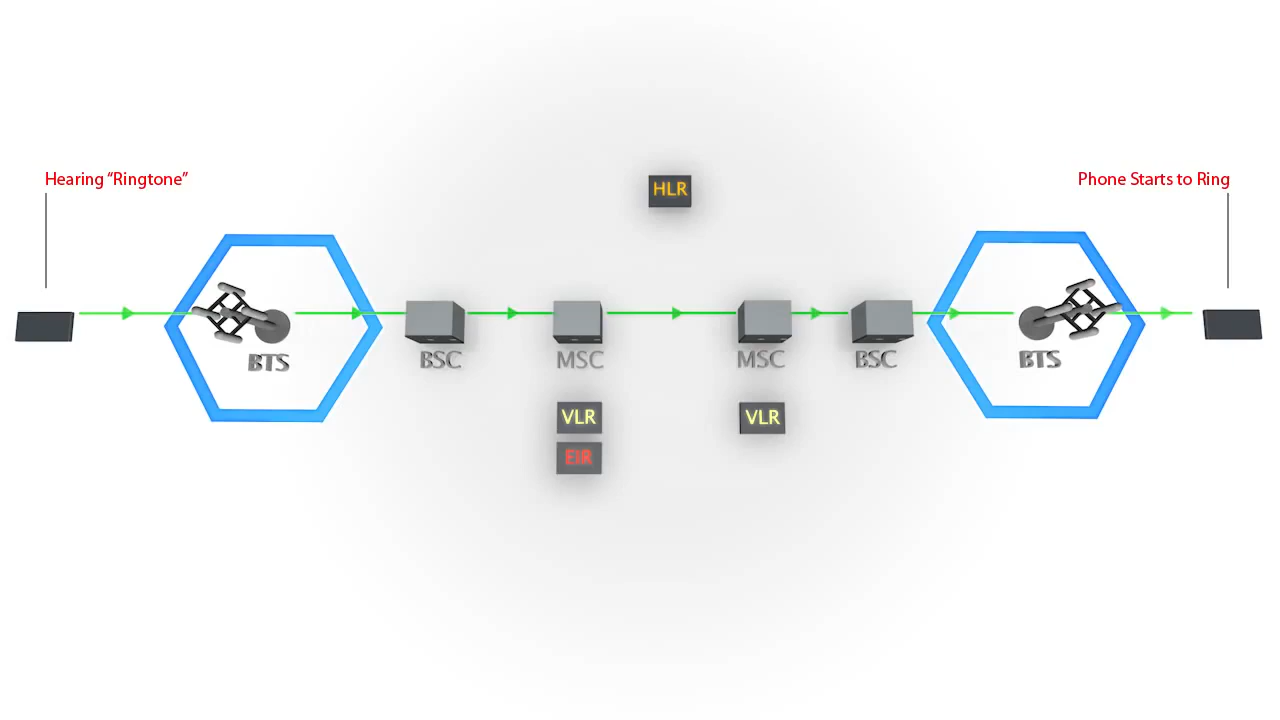 Hearing “Ringtone”
Phone Starts to Ring
HLR
BTS
BSC
MSC
MSC
BSC
BTS
VLR
VLR
EIR